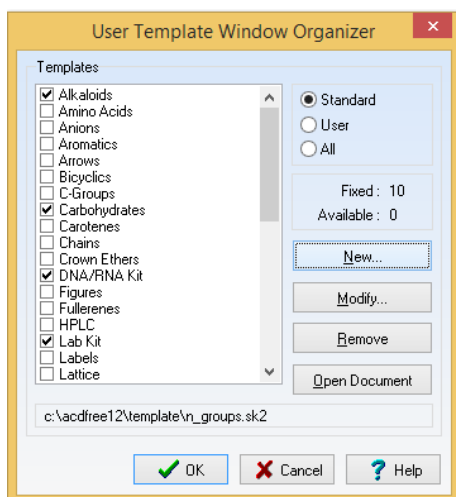 User Template Window Organizer
Templates
Alkaloids
Amino Acids
Anions
Aromatics
Arrows
Bicyclics
C-Groups
Carbohydrates
Carotenes
Chains
Crown Ethers
DNA/RNA Kit
Figures
Fullerenes
HPLC
Lab Kit
Labels
Lattice
Standard
User
All
Fixed : 10
Available : 0
New...
Modify...
Remove
Open Document
c:\acdfree12\template\n_groups.sk2
OK
Cancel
Help